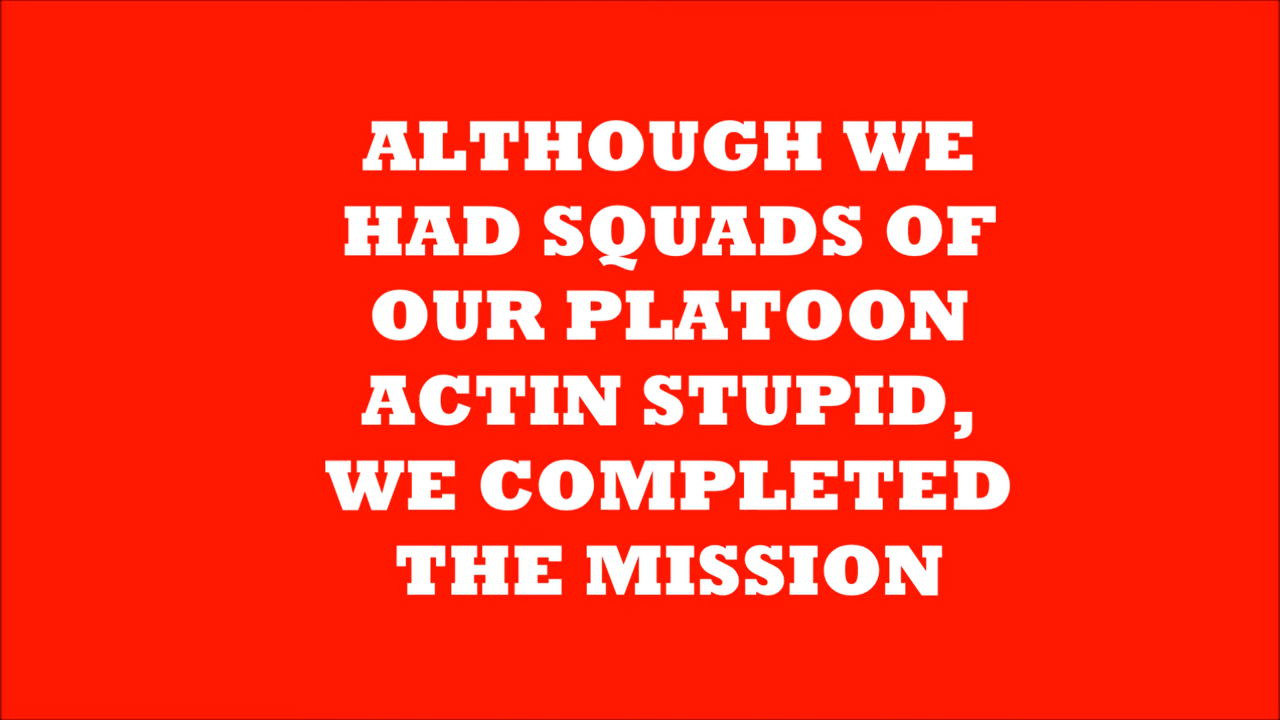 ALTHOUGH WE
HAD SQUADS OF
OUR PLATOON
ACTIN STUPID,
WE COMPLETED
THE MISSION